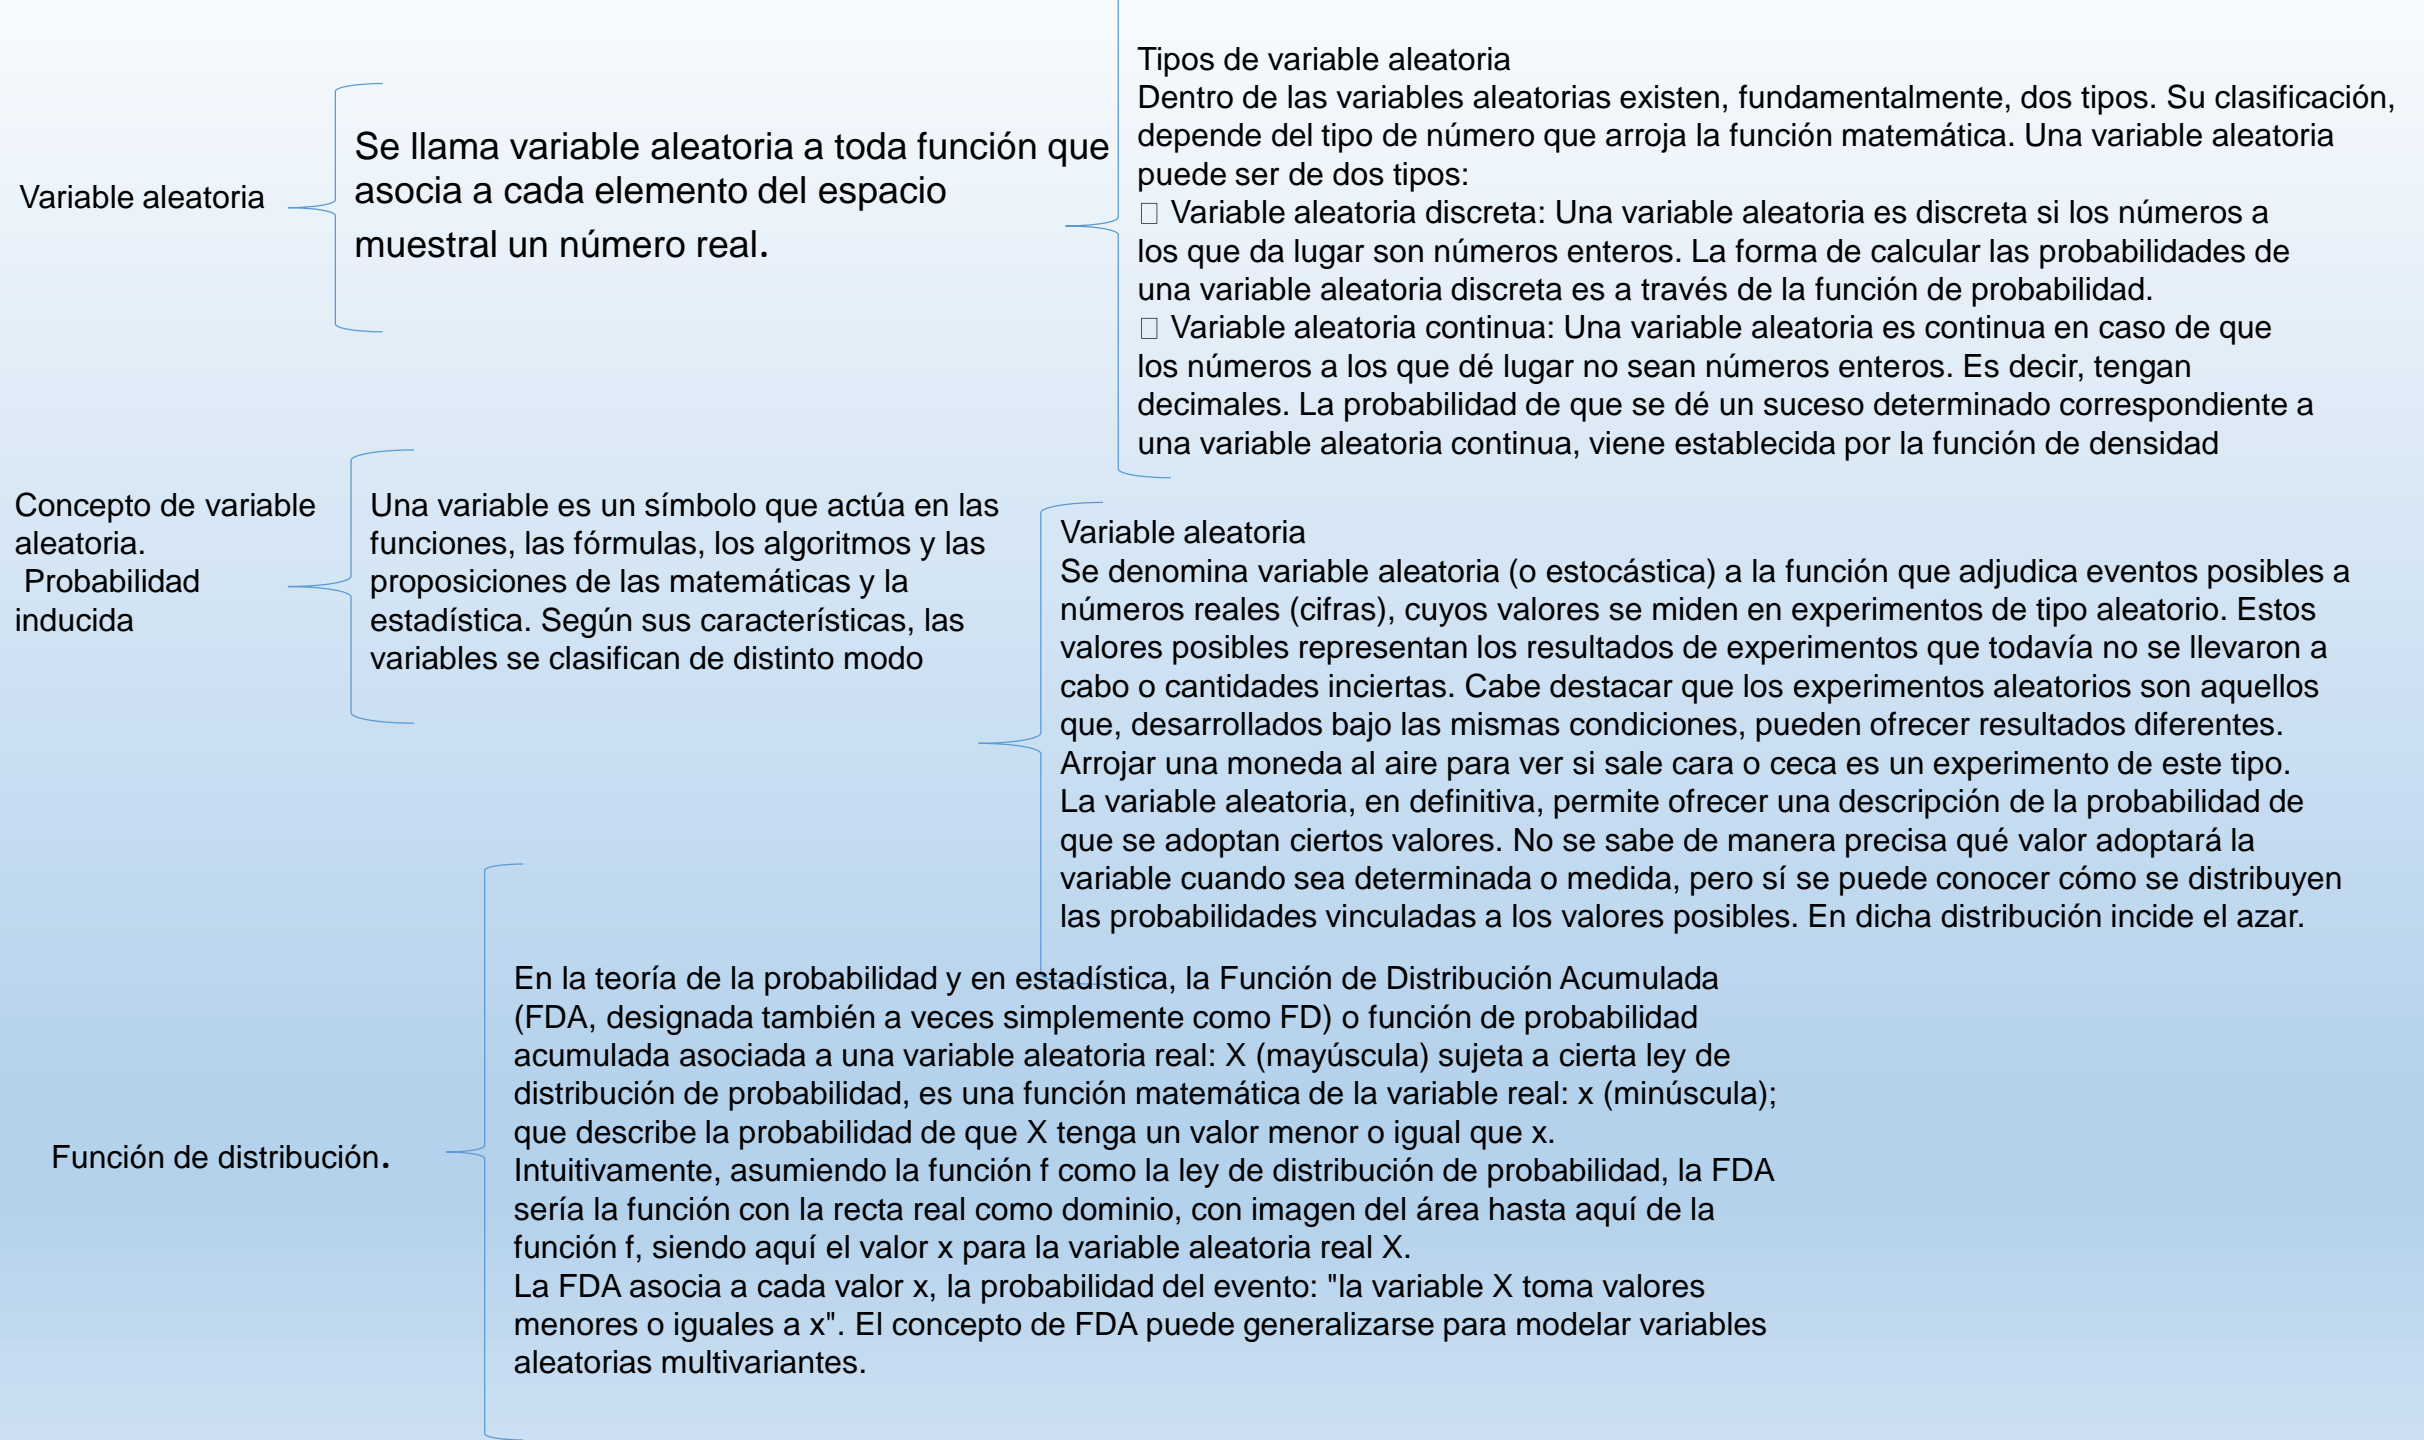 Variable aleatoria
Se llama variable aleatoria a toda función que
asocia a cada elemento del espacio
muestral un número real.
Tipos de variable aleatoria
Dentro de las variables aleatorias existen, fundamentalmente, dos tipos. Su clasificación,
depende del tipo de número que arroja la función matemática. Una variable aleatoria
puede ser de dos tipos:
□ Variable aleatoria discreta: Una variable aleatoria es discreta si los números a
los que da lugar son números enteros. La forma de calcular las probabilidades de
una variable aleatoria discreta es a través de la función de probabilidad.
□ Variable aleatoria continua: Una variable aleatoria es continua en caso de que
los números a los que dé lugar no sean números enteros. Es decir, tengan
decimales. La probabilidad de que se dé un suceso determinado correspondiente a
una variable aleatoria continua, viene establecida por la función de densidad
Concepto de variable
aleatoria.
Probabilidad
inducida
Una variable es un símbolo que actúa en las
funciones, las fórmulas, los algoritmos y las
proposiciones de las matemáticas y la
estadística. Según sus características, las
variables se clasifican de distinto modo
Variable aleatoria
Se denomina variable aleatoria (o estocástica) a la función que adjudica eventos posibles a
números reales (cifras), cuyos valores se miden en experimentos de tipo aleatorio. Estos
valores posibles representan los resultados de experimentos que todavía no se llevaron a
cabo o cantidades inciertas. Cabe destacar que los experimentos aleatorios son aquellos
que, desarrollados bajo las mismas condiciones, pueden ofrecer resultados diferentes.
Arrojar una moneda al aire para ver si sale cara o ceca es un experimento de este tipo.
La variable aleatoria, en definitiva, permite ofrecer una descripción de la probabilidad de
que se adoptan ciertos valores. No se sabe de manera precisa qué valor adoptará la
variable cuando sea determinada o medida, pero sí se puede conocer cómo se distribuyen
las probabilidades vinculadas a los valores posibles. En dicha distribución incide el azar.
Función de distribución.
En la teoría de la probabilidad y en estadística, la Función de Distribución Acumulada
(FDA, designada también a veces simplemente como FD) o función de probabilidad
acumulada asociada a una variable aleatoria real: X (mayúscula) sujeta a cierta ley de
distribución de probabilidad, es una función matemática de la variable real: x (minúscula);
que describe la probabilidad de que X tenga un valor menor o igual que x.
Intuitivamente, asumiendo la función f como la ley de distribución de probabilidad, la FDA
sería la función con la recta real como dominio, con imagen del área hasta aquí de la
función f, siendo aquí el valor x para la variable aleatoria real X.
La FDA asocia a cada valor x, la probabilidad del evento: "la variable X toma valores
menores o iguales a x". El concepto de FDA puede generalizarse para modelar variables
aleatorias multivariantes.